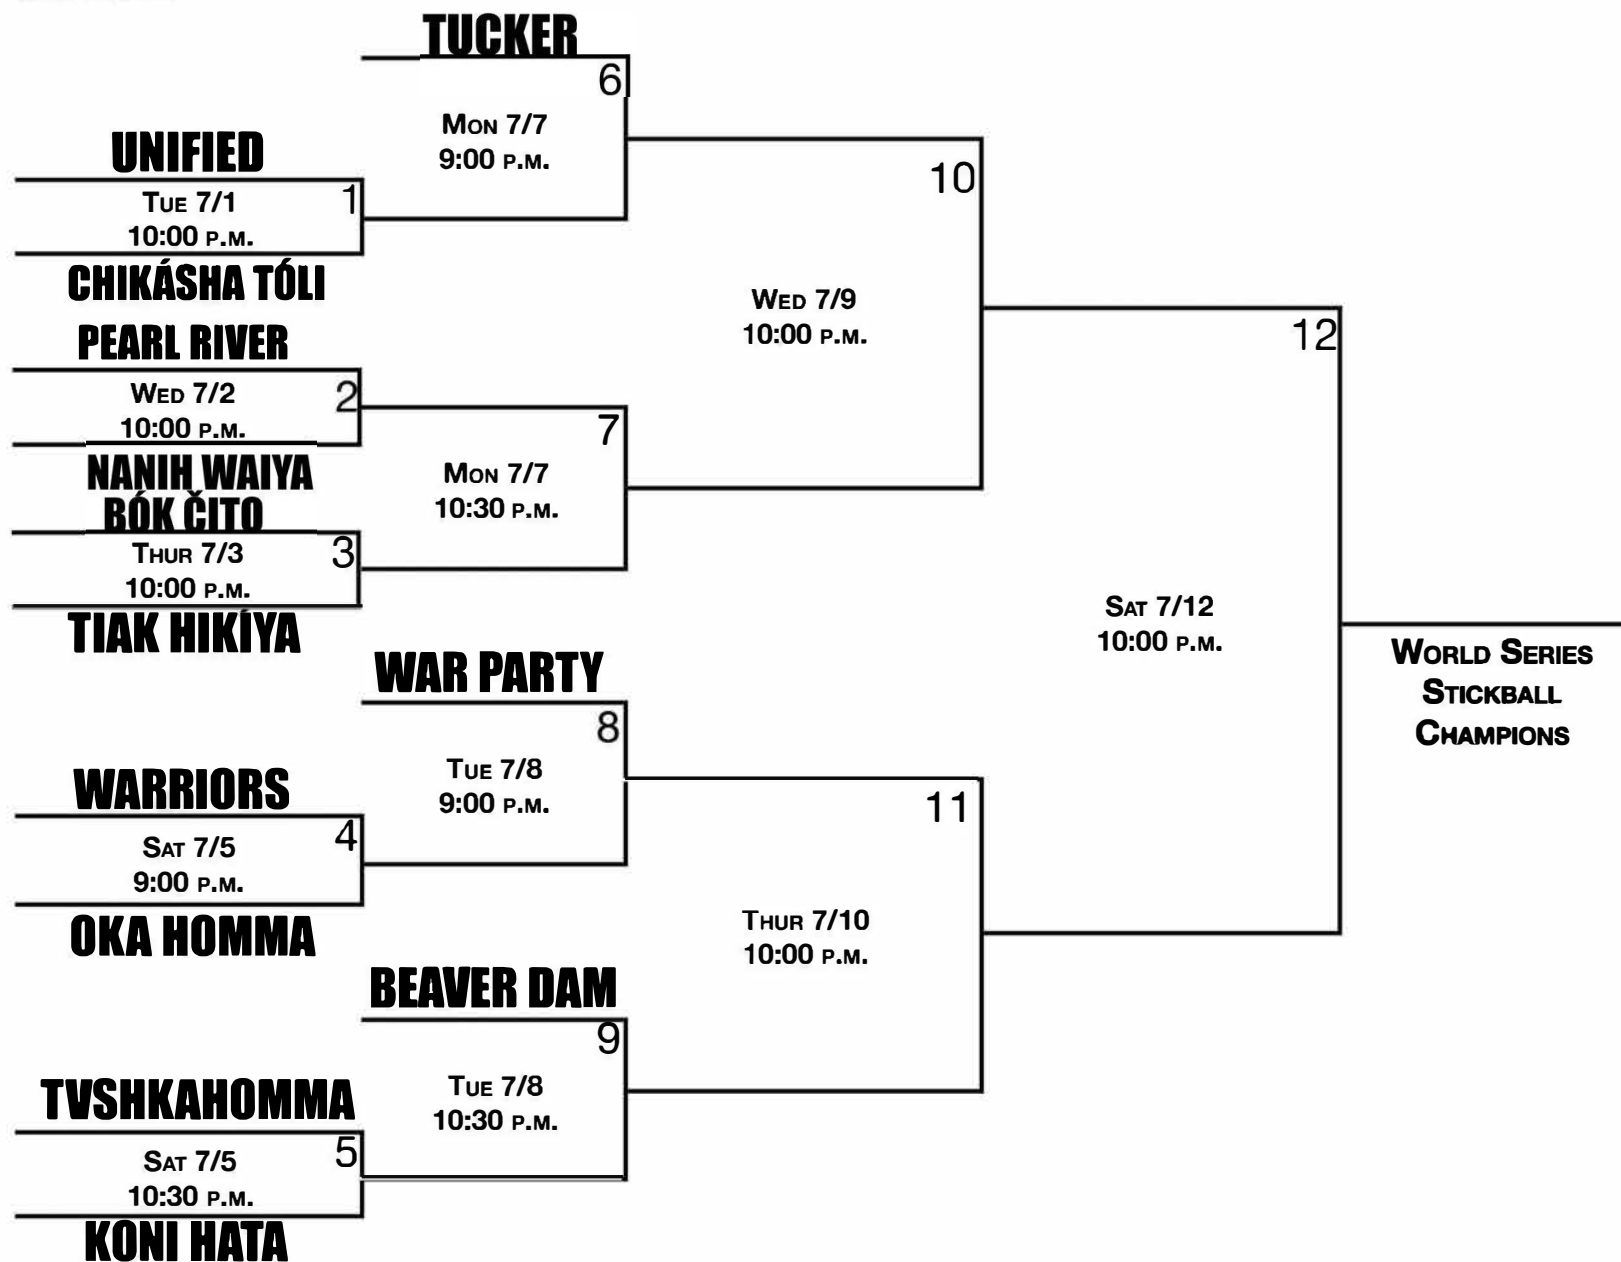 TUCKER
6
MON 7/7
9:00 P.M.
UNIFIED
1
TUE 7/1
10:00 P.M.
CHIKÁSHA TÓLI
10
WED 7/9
10:00 P.M.
PEARL RIVER
2
WED 7/2
10:00 P.M.
NANIH WAIYA
7
MON 7/7
10:30 P.M.
BÓK ČITO
3
THUR 7/3
10:00 P.M.
TIAK HIKÍYA
12
SAT 7/12
10:00 P.M.
WORLD SERIES
STICKBALL
CHAMPIONS
WAR PARTY
8
TUE 7/8
9:00 P.M.
WARRIORS
4
SAT 7/5
9:00 P.M.
OKA HOMMA
11
THUR 7/10
10:00 P.M.
BEAVER DAM
9
TUE 7/8
10:30 P.M.
TVSHKAHOMMA
5
SAT 7/5
10:30 P.M.
KONI HATA